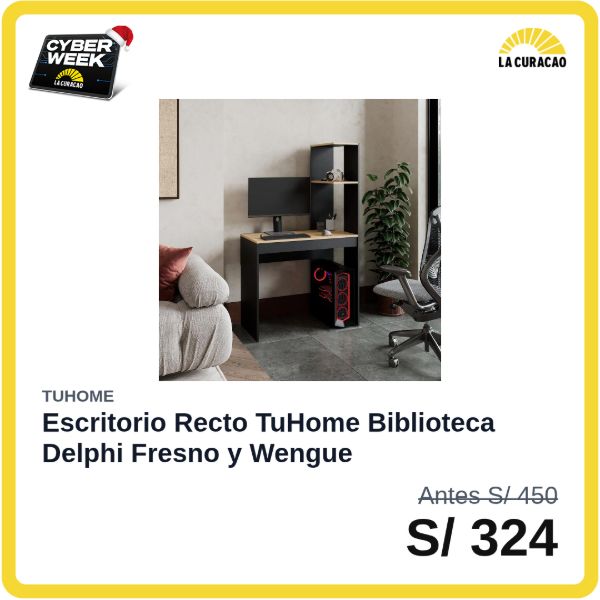 CYBER
WEEK
LA CURACAO
LA CURACAO
TUHOME
Escritorio Recto TuHome Biblioteca
Delphi Fresno y Wengue
Antes S/ 450
S/ 324